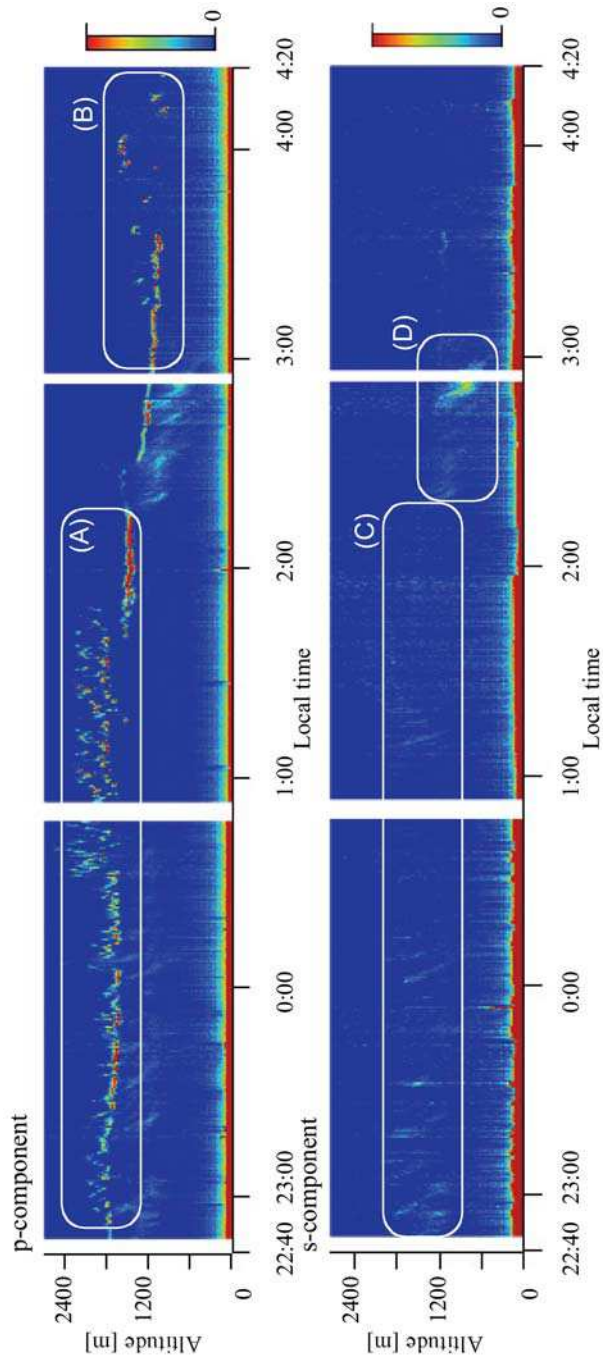 p-component
0
(A)
(B)
Altitude [m]
2400
1200
0
22:40
23:00
0:00
1:00
2:00
3:00
4:00
4:20
Local time
s-component
0
(C)
(D)
Altitude [m]
2400
1200
0
22:40
23:00
0:00
1:00
2:00
3:00
4:00
4:20
Local time